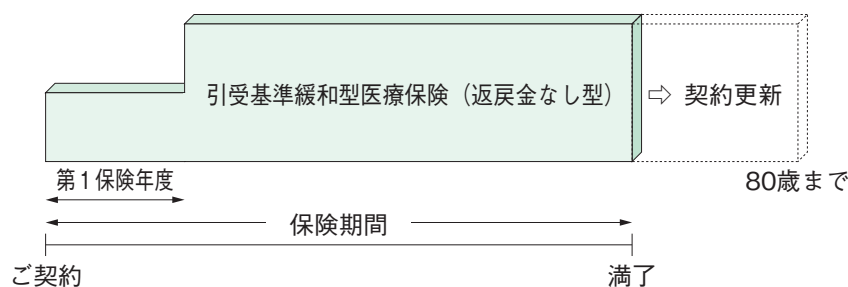 引受基準緩和型医療保険（返戻金なし型）
⇨ 契約更新
第１保険年度
80歳まで
保険期間
ご契約
満了